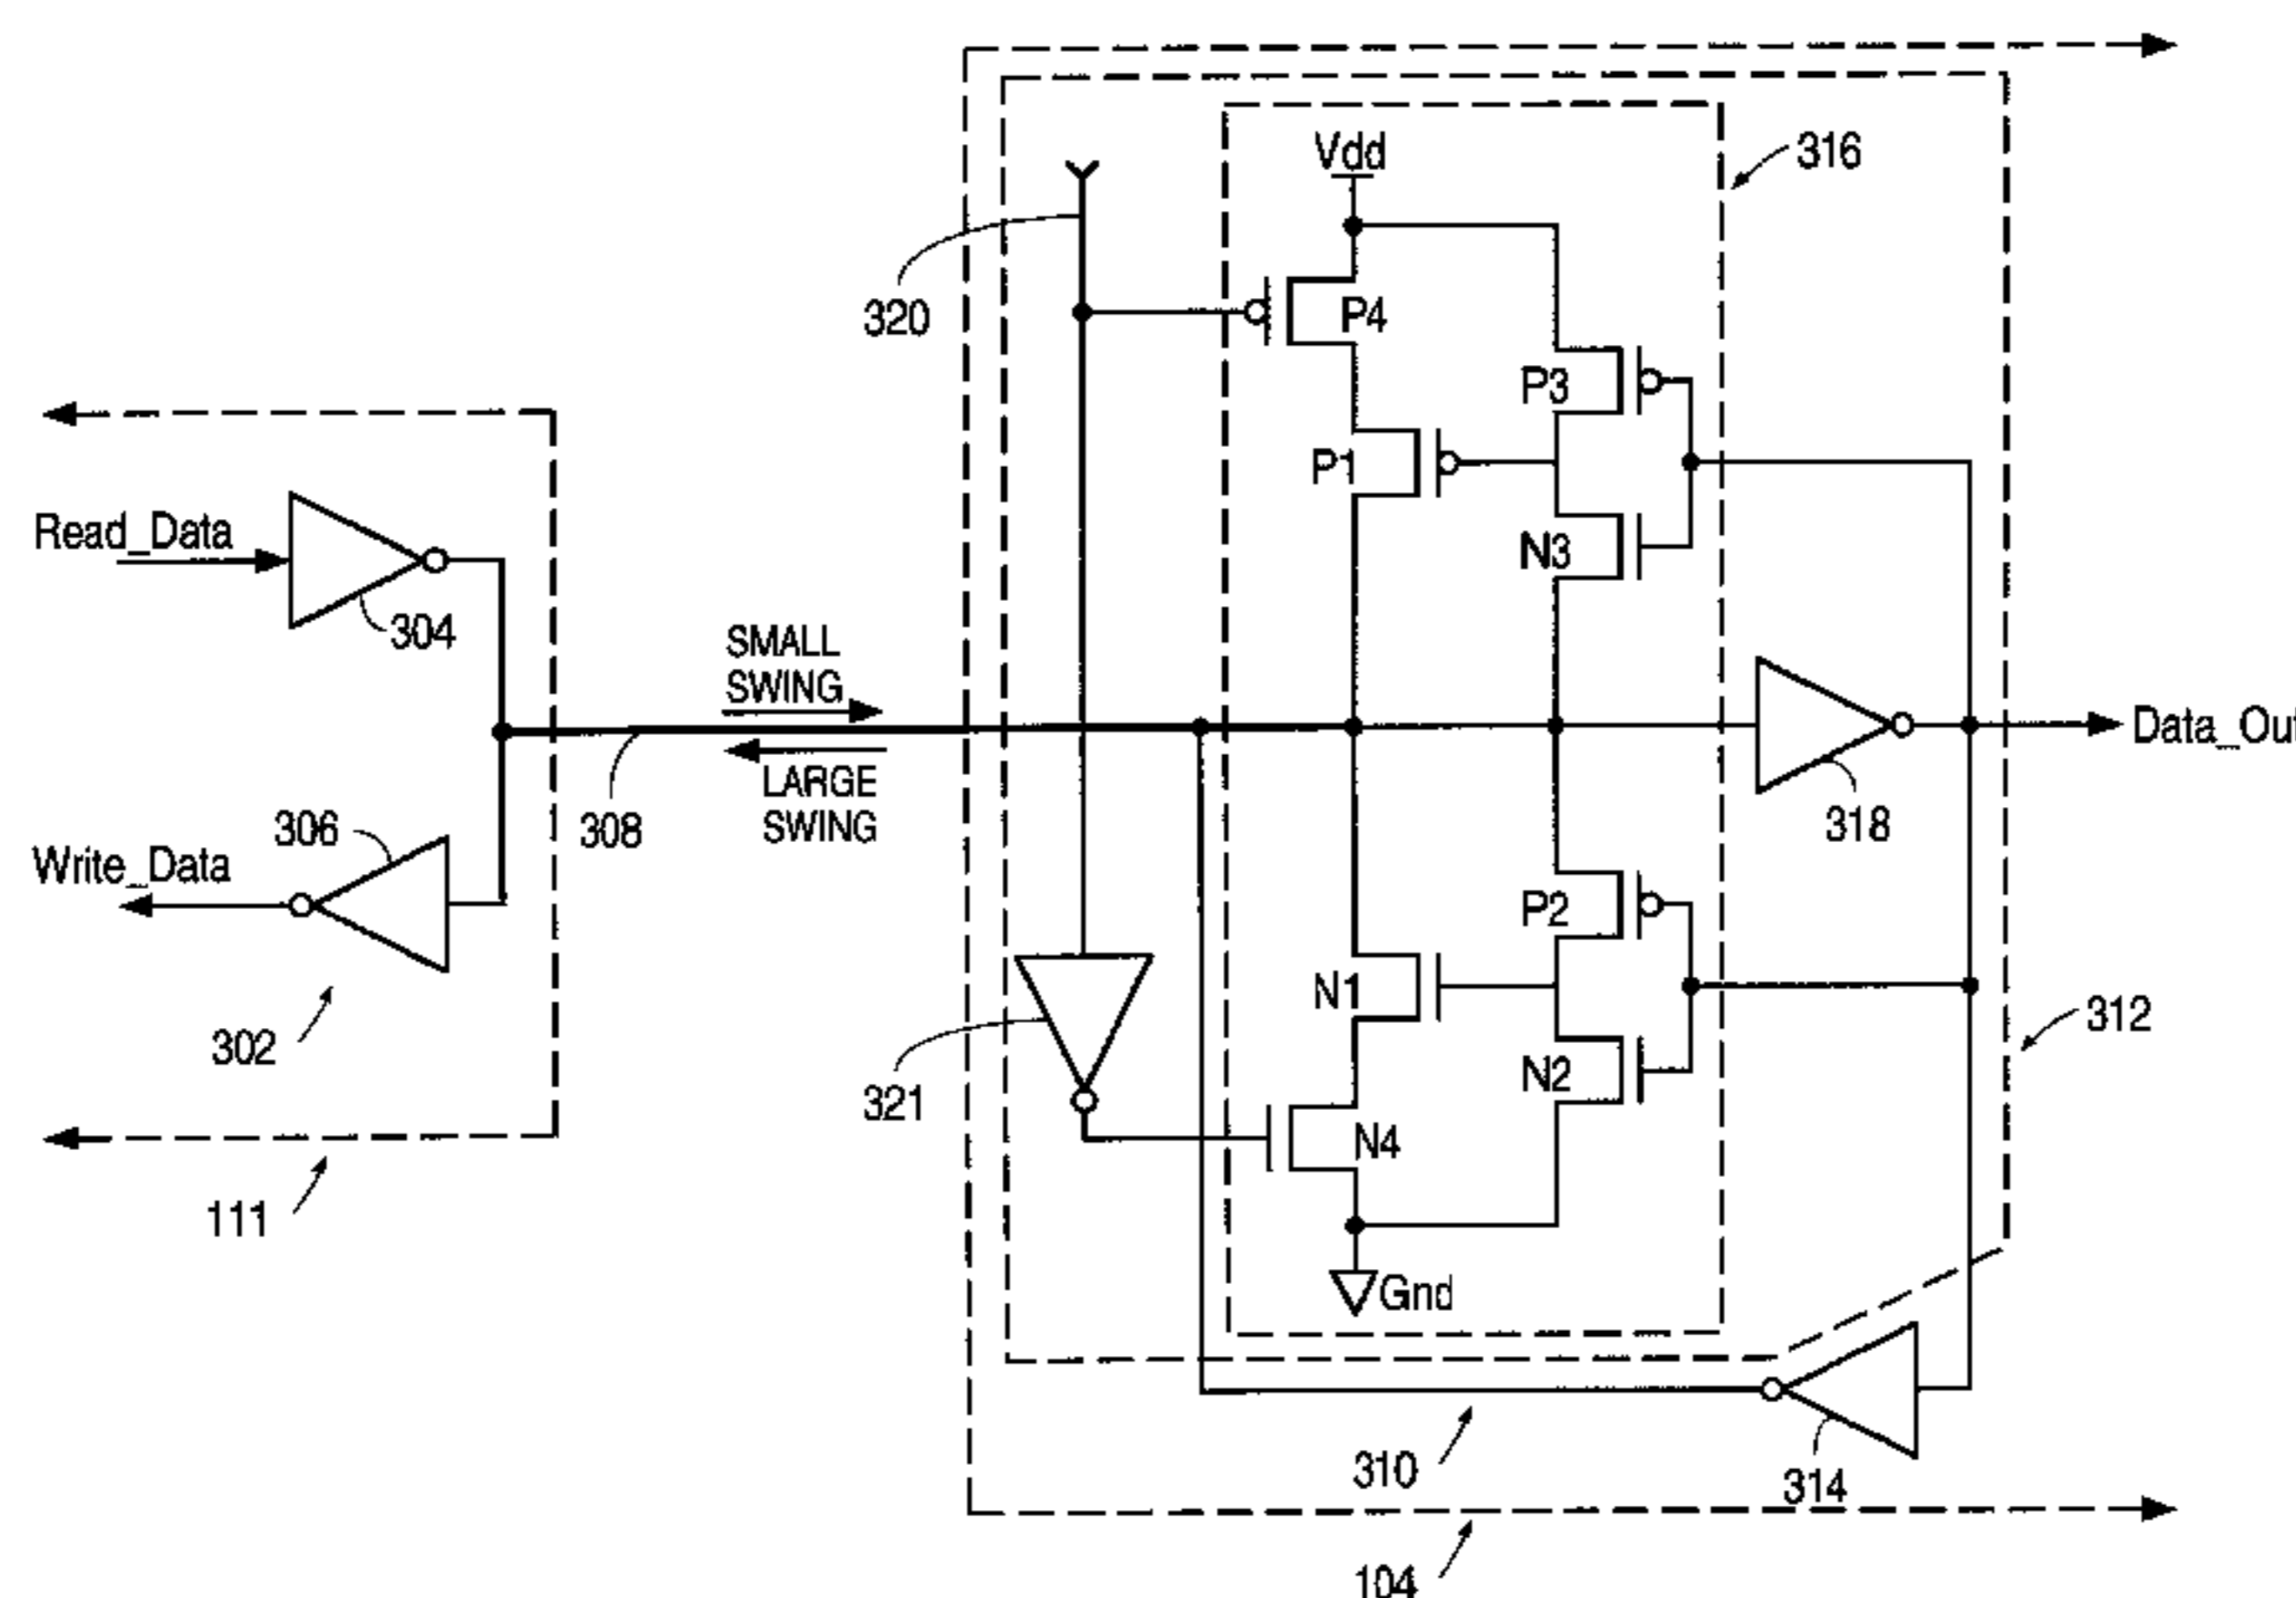 Vdd
316
320
P4
P3
P1
Read_Data
N3
304
SMALL
SWING
Data_Out
LARGE
SWING
308
306
318
Write_Data
P2
N1
302
312
N2
321
N4
111
Gnd
310
314
104